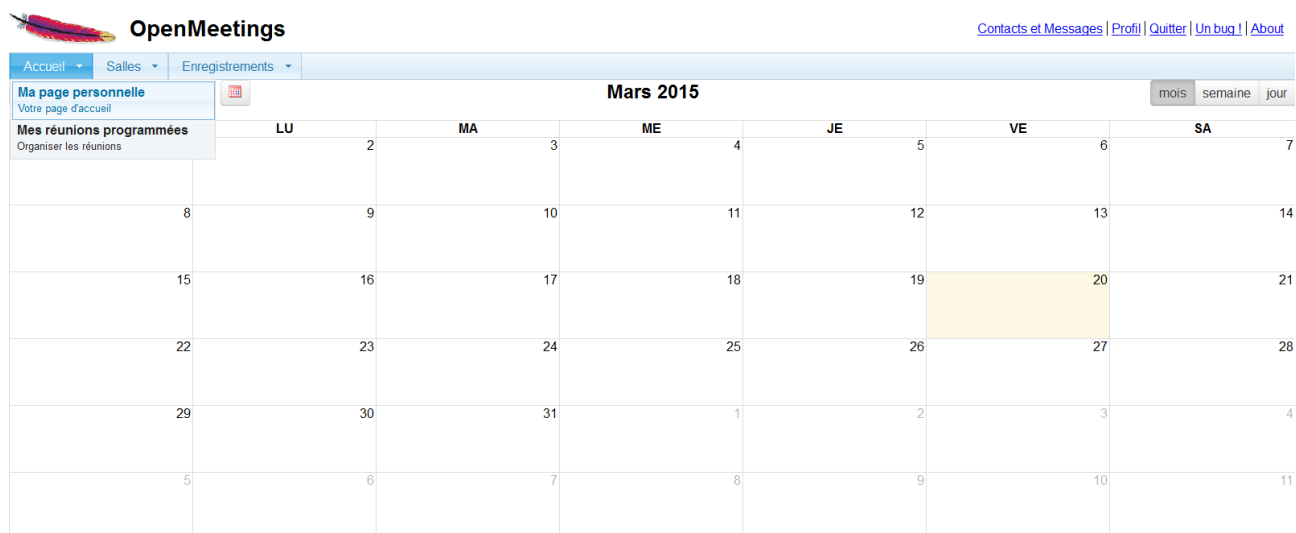 OpenMeetings
Contacts et Messages | Profil | Quitter | Un bug ! | About
Accueil Salles Enregistrements
Ma page personnelle
Votre page d'accueil
Mes réunions programmées
Organiser les réunions
Mars 2015
mois semaine jour
LU MA ME JE VE SA
2 3 4 5 6 7
8 9 10 11 12 13 14
15 16 17 18 19 20 21
22 23 24 25 26 27 28
29 30 31 1 2 3 4
5 6 7 8 9 10 11